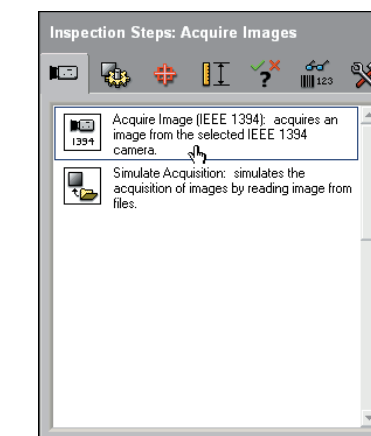 Inspection Steps: Acquire Images
123
1394
Acquire Image (IEEE 1394): acquires an
image from the selected IEEE 1394
camera.
Simulate Acquisition: simulates the
acquisition of images by reading image from
files.